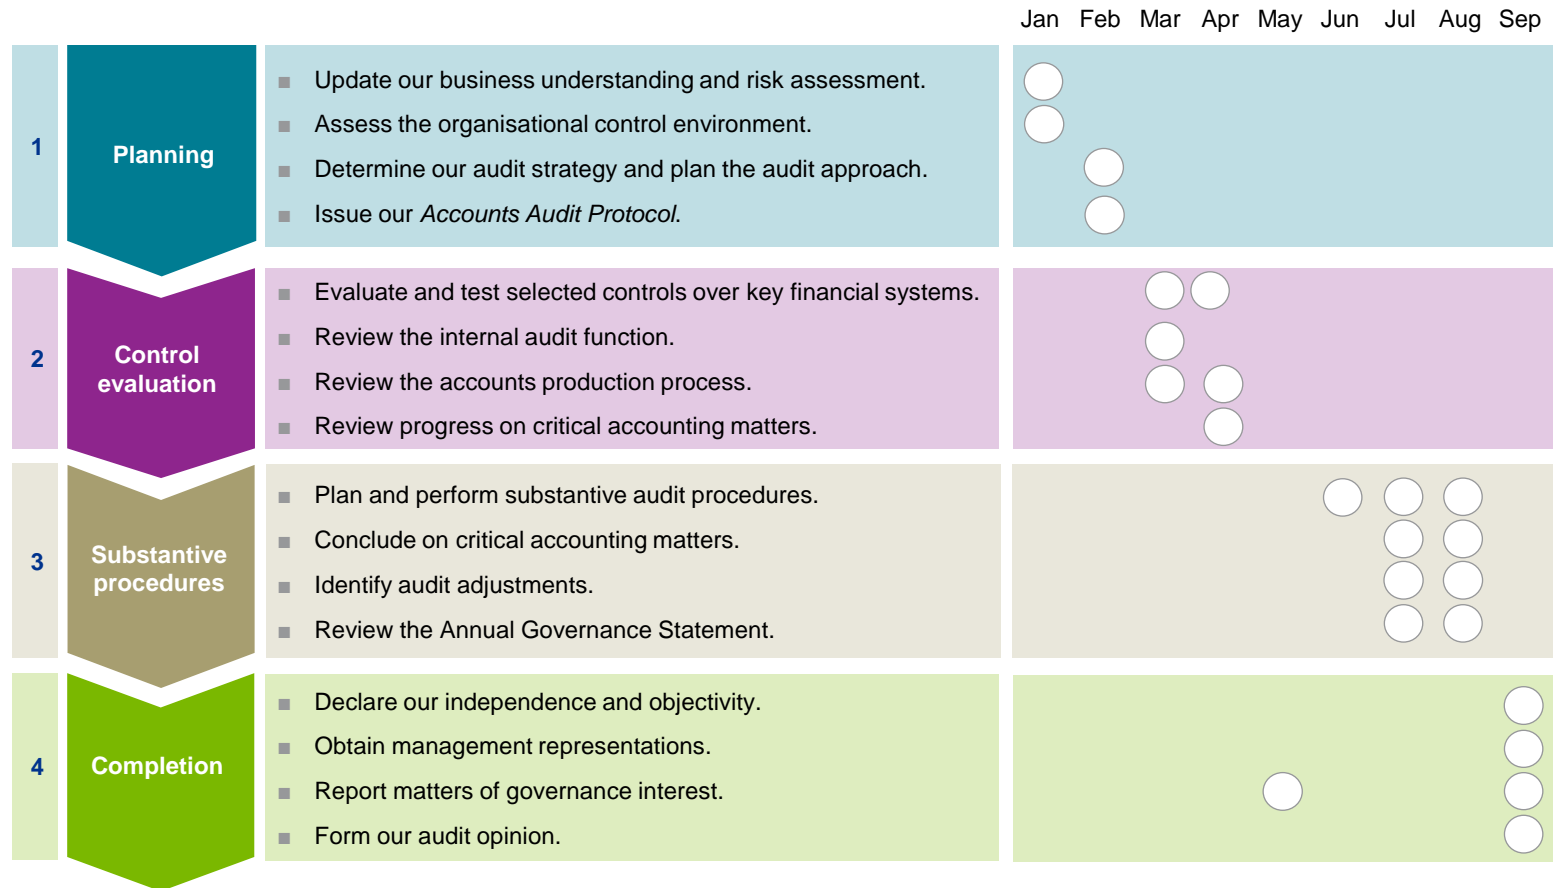 Jan Feb Mar Apr May Jun Jul Aug Sep
1
Planning
■ Update our business understanding and risk assessment.
■ Assess the organisational control environment.
■ Determine our audit strategy and plan the audit approach.
■ Issue our Accounts Audit Protocol.
2
Control
evaluation
■ Evaluate and test selected controls over key financial systems.
■ Review the internal audit function.
■ Review the accounts production process.
■ Review progress on critical accounting matters.
3
Substantive
procedures
■ Plan and perform substantive audit procedures.
■ Conclude on critical accounting matters.
■ Identify audit adjustments.
■ Review the Annual Governance Statement.
4
Completion
■ Declare our independence and objectivity.
■ Obtain management representations.
■ Report matters of governance interest.
■ Form our audit opinion.